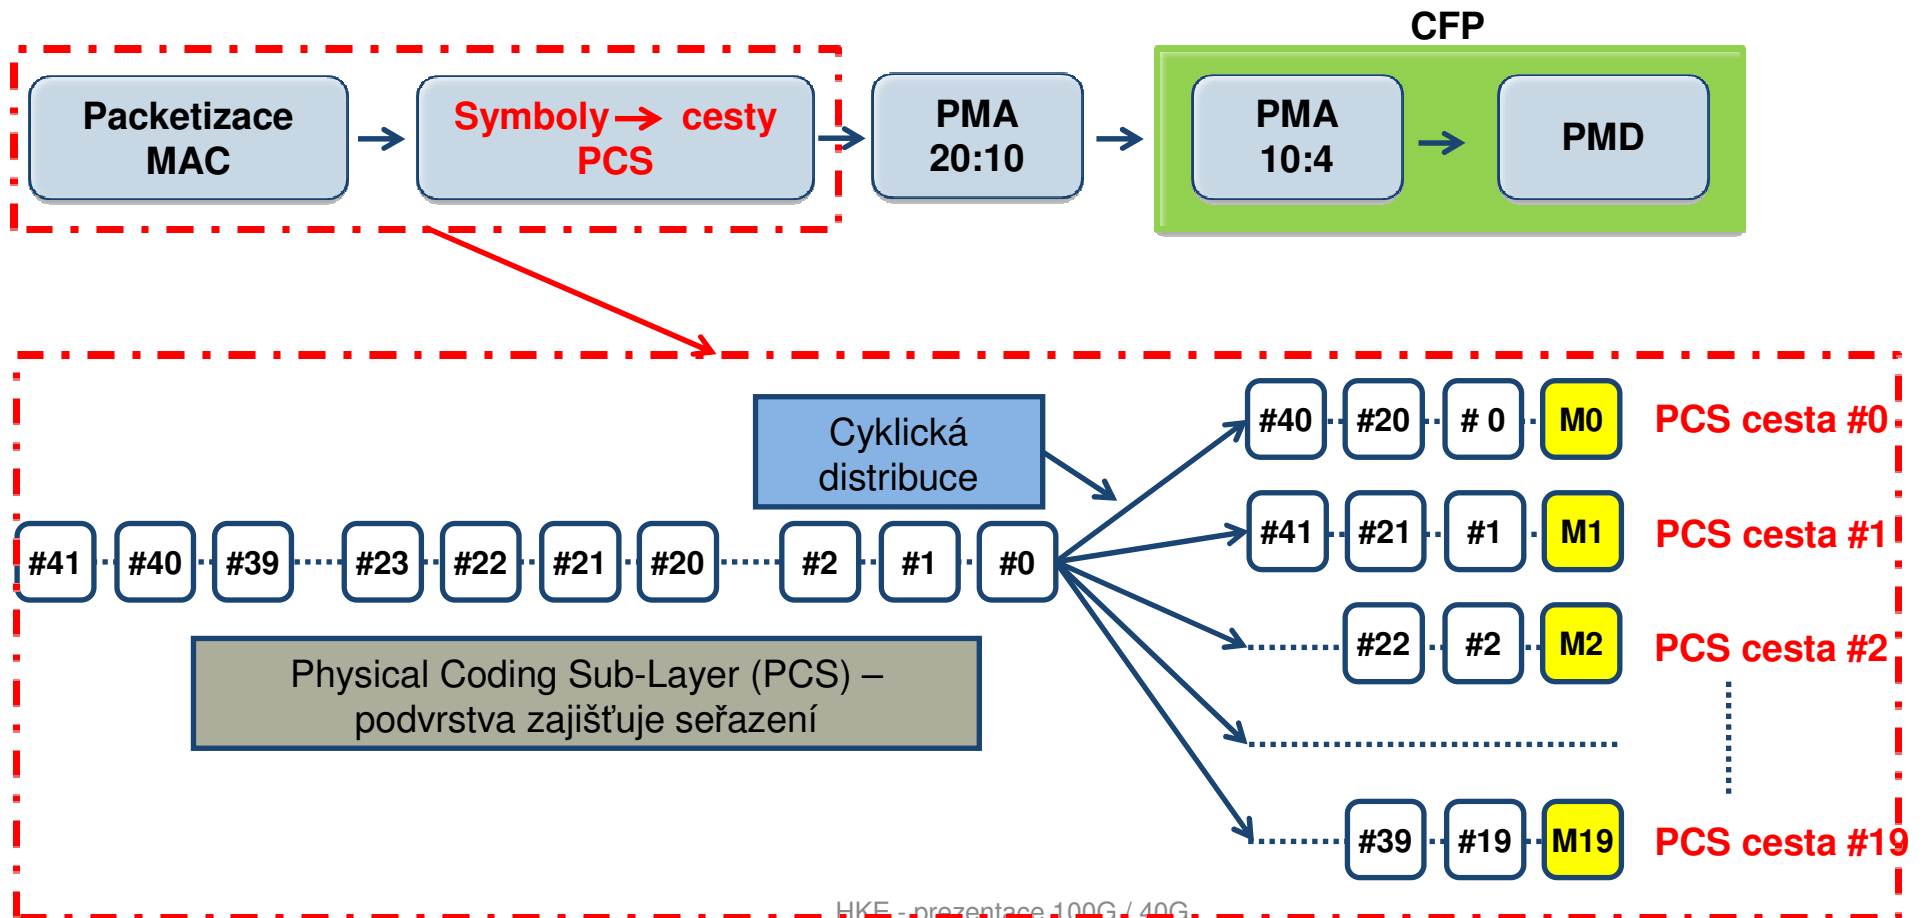 CFP
Packetizace
MAC
Symboly → cesty
PCS
PMA
20:10
PMA
10:4
PMD
Cyklická
distribuce
#40 #20 # 0 M0 PCS cesta #0
#41 #21 #1 M1 PCS cesta #1
#41 #40 #39 #23 #22 #21 #20 #2 #1 #0
#22 #2 M2 PCS cesta #2
Physical Coding Sub-Layer (PCS) –
podvrstva zajišťuje seřazení
#39 #19 M19 PCS cesta #19
HKE - prezentace 100G / 40G